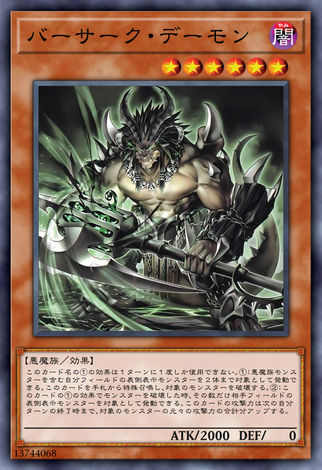 バーサーク・デーモン
やみ
闇
【悪魔族／効果】
このカード名の①の効果は１ターンに１度しか使用できない。①：悪魔族モンス
ターを含む自分フィールドの表側表示モンスターを２体まで対象として発動でき
る。このカードを手札から特殊召喚し、対象のモンスターを破壊する。②：こ
のカードの①の効果でモンスターを破壊した時、その数だけ相手フィールド
の表側表示モンスターを対象として発動できる。このカードの攻撃力は次の自分
ターンの終了時まで、対象のモンスターの元々の攻撃力の合計分アップする。
ATK/2000 DEF/ 0
13744068